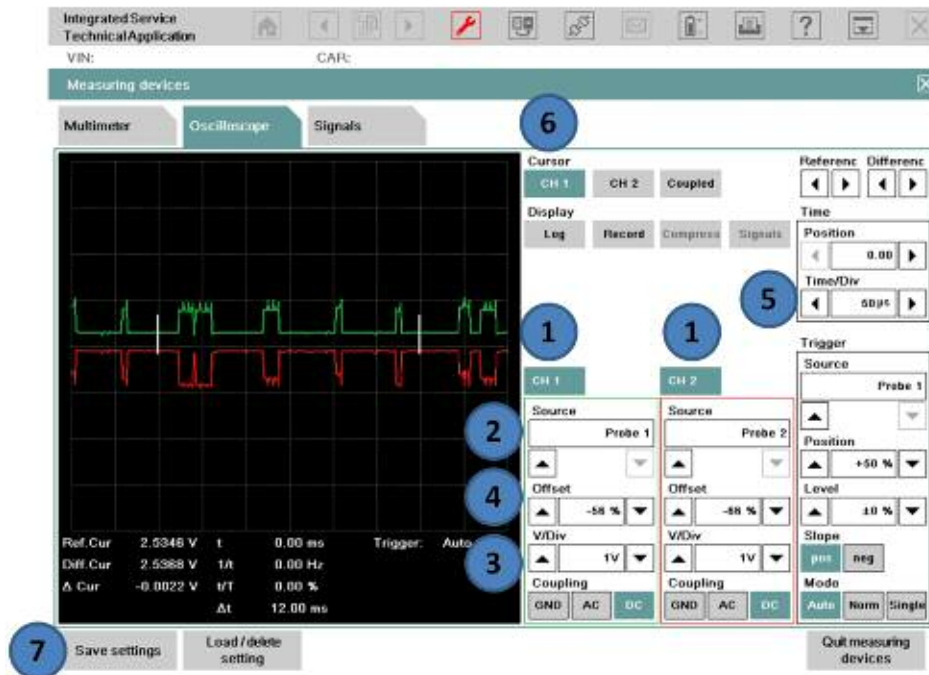 Integrated Service
Technical Application
?
VIN: CAR:
Measuring devices
Multimeter Oscilloscope Signals
6
Cursor Referenc Differenc
CH 1 CH 2 Coupled
Display Time
Log Record Compress Signals Position
0.00
Time/Div
5
50µs
1 1
Trigger
CH 1 CH 2 Source
Probe 1
Source Source
2 Probe 1 Probe 2
Position
+50 %
4 Offset Offset Level
-56 % ±0 %
Ref.Cur 2.5346 V t 0.00 ms Trigger: Auto
V/Div V/Div Slope
Diff.Cur 2.5368 V 1/t 0.00 Hz 3 1V 1V pos neg
Δ Cur -0.0022 V t/T 0.00 % Coupling Coupling Mode
Δt 12.00 ms GND AC DC GND AC DC Auto Norm Single
7 Save settings Load / delete
setting
Quit measuring
devices